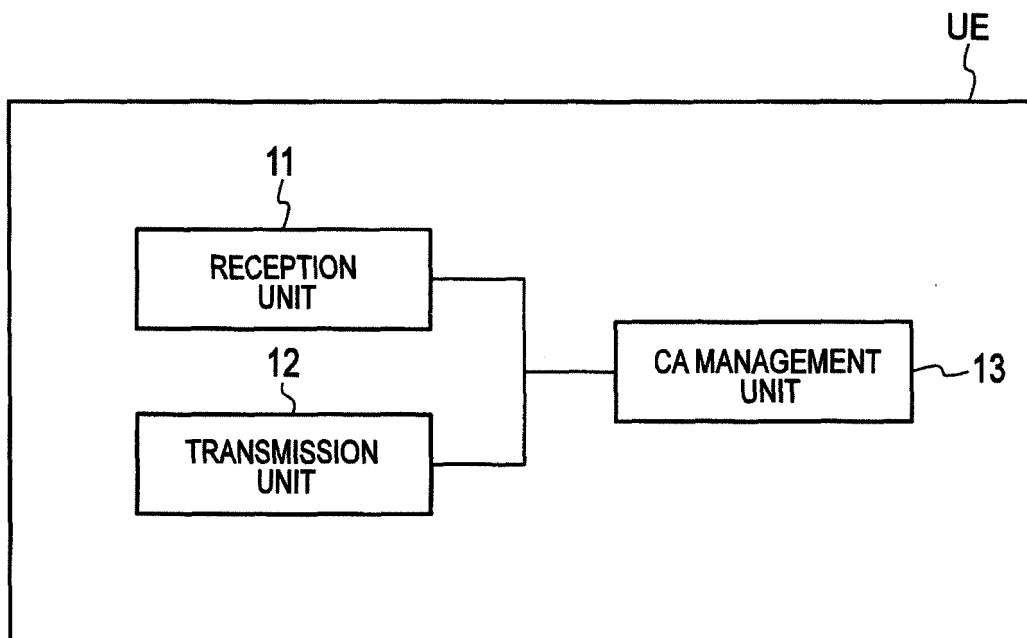 UE
11
RECEPTION
UNIT
12
TRANSMISSION
UNIT
CA MANAGEMENT
UNIT
13